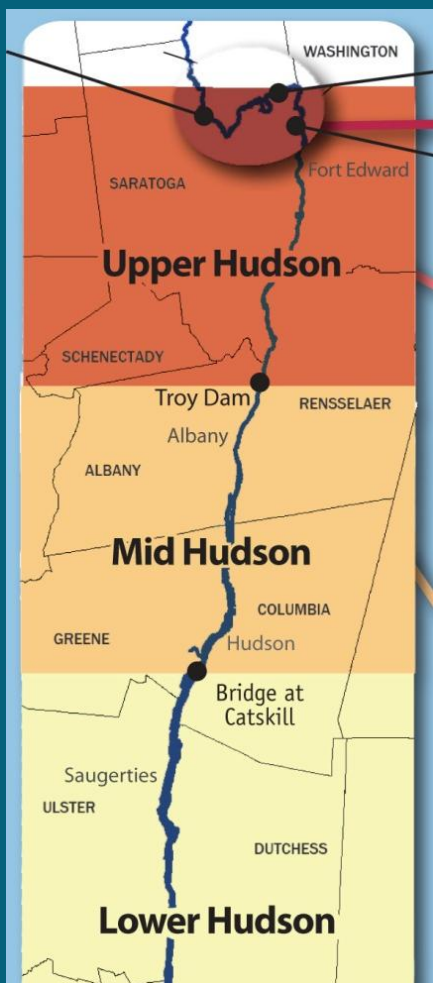 WASHINGTON
Fort Edward
SARATOGA
Upper Hudson
SCHENECTADY
Troy Dam
RENSSELAER
Albany
ALBANY
Mid Hudson
COLUMBIA
GREENE
Hudson
Bridge at
Catskill
Saugerties
ULSTER
DUTCHESS
Lower Hudson